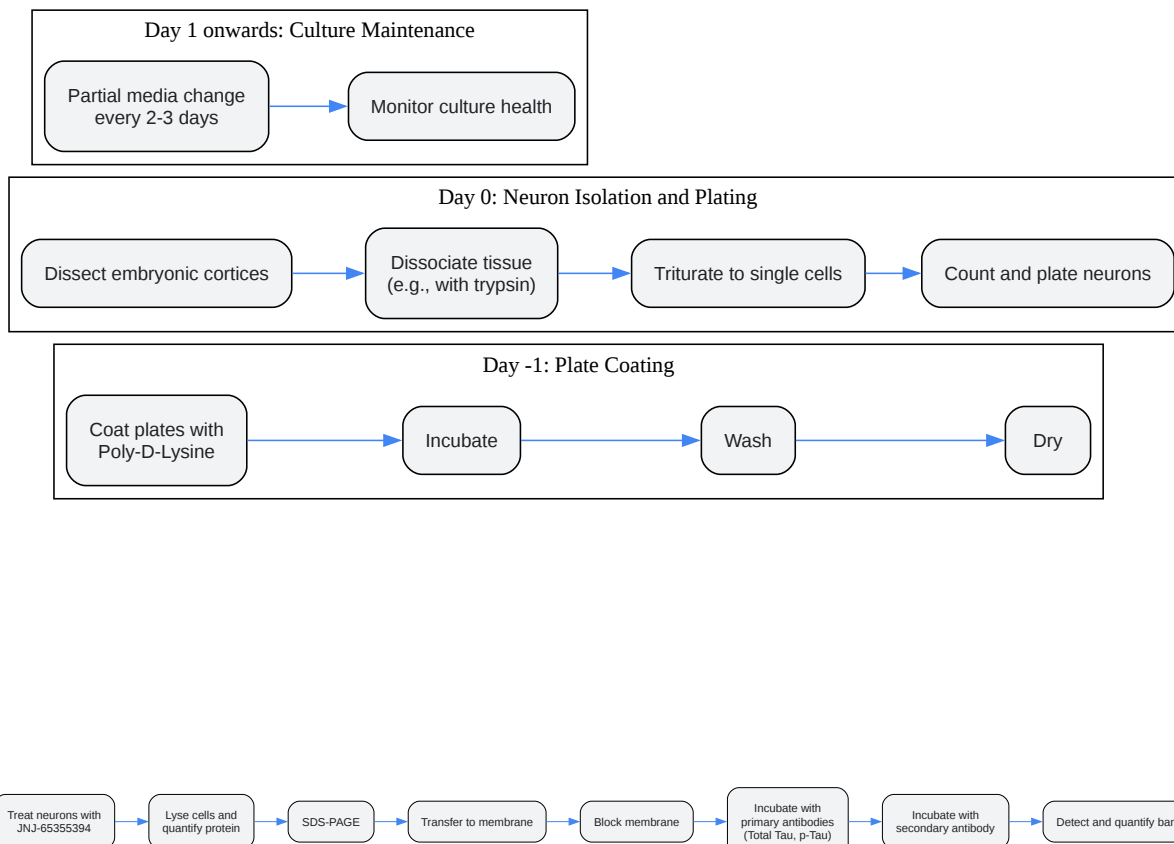 Day 1 onwards: Culture Maintenance
Partial media change
every 2-3 days
Monitor culture health
Day 0: Neuron Isolation and Plating
Dissect embryonic cortices
Dissociate tissue
(e.g., with trypsin)
Triturate to single cells
Count and plate neurons
Day -1: Plate Coating
Coat plates with
Poly-D-Lysine
Incubate
Wash
Dry
Treat neurons with
JNJ-65355394
Lyse cells and
quantify protein
SDS-PAGE
Transfer to membrane
Block membrane
Incubate with
primary antibodies
(Total Tau, p-Tau)
Incubate with
secondary antibody
Detect and quantify